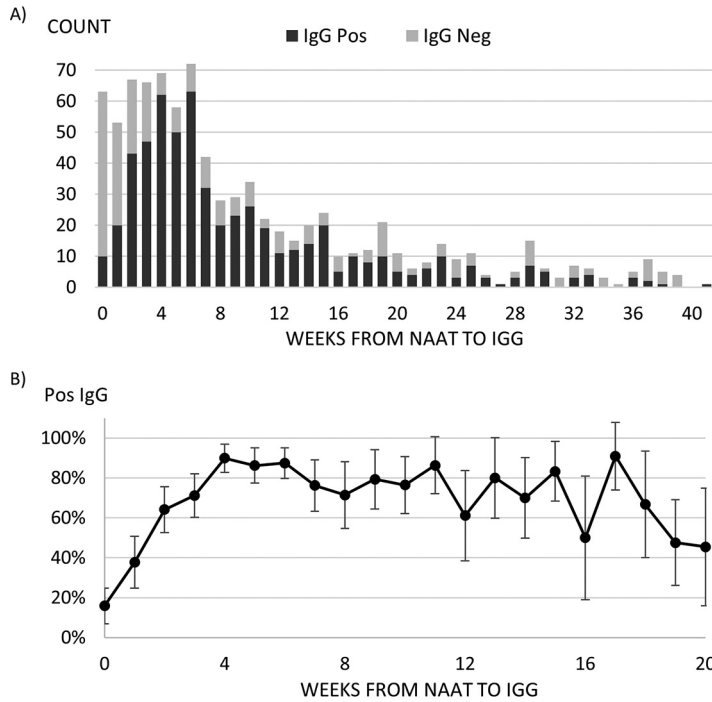 A)
COUNT
IgG Pos IgG Neg
70
60
50
40
30
20
10
0
0 4 8 12 16 20 24 28 32 36 40
WEEKS FROM NAAT TO IGG
B)
Pos IgG
100%
80%
60%
40%
20%
0%
0 4 8 12 16 20
WEEKS FROM NAAT TO IGG